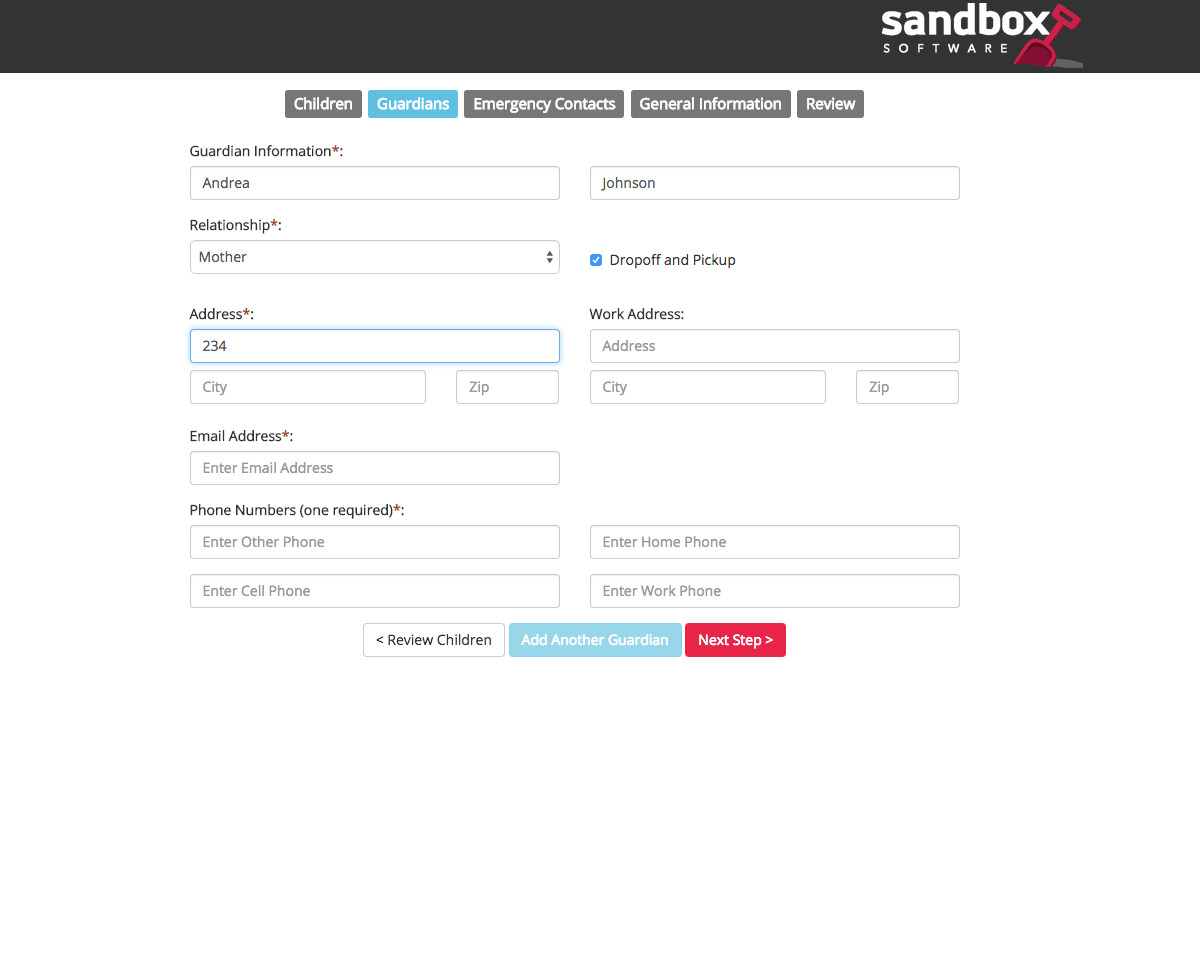 sandbox
SOFTWARE
Children Guardians Emergency Contacts General Information Review
Guardian Information*:
Andrea Johnson
Relationship*:
Mother Dropoff and Pickup
Address*: Work Address:
234 Address
City Zip City Zip
Email Address*:
Enter Email Address
Phone Numbers (one required)*:
Enter Other Phone Enter Home Phone
Enter Cell Phone Enter Work Phone
< Review Children Add Another Guardian Next Step >